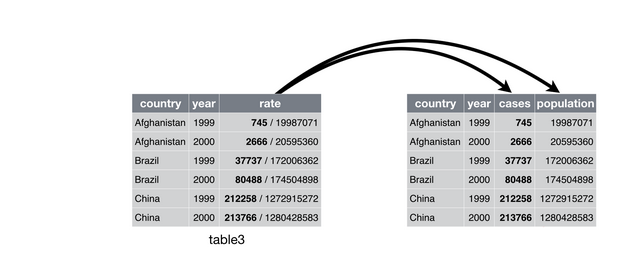 country year rate
Afghanistan 1999 745 / 19987071
Afghanistan 2000 2666 / 20595360
Brazil 1999 37737 / 172006362
Brazil 2000 80488 / 174504898
China 1999 212258 / 1272915272
China 2000 213766 / 1280428583
table3
country year cases population
Afghanistan 1999 745 19987071
Afghanistan 2000 2666 20595360
Brazil 1999 37737 172006362
Brazil 2000 80488 174504898
China 1999 212258 1272915272
China 2000 213766 1280428583